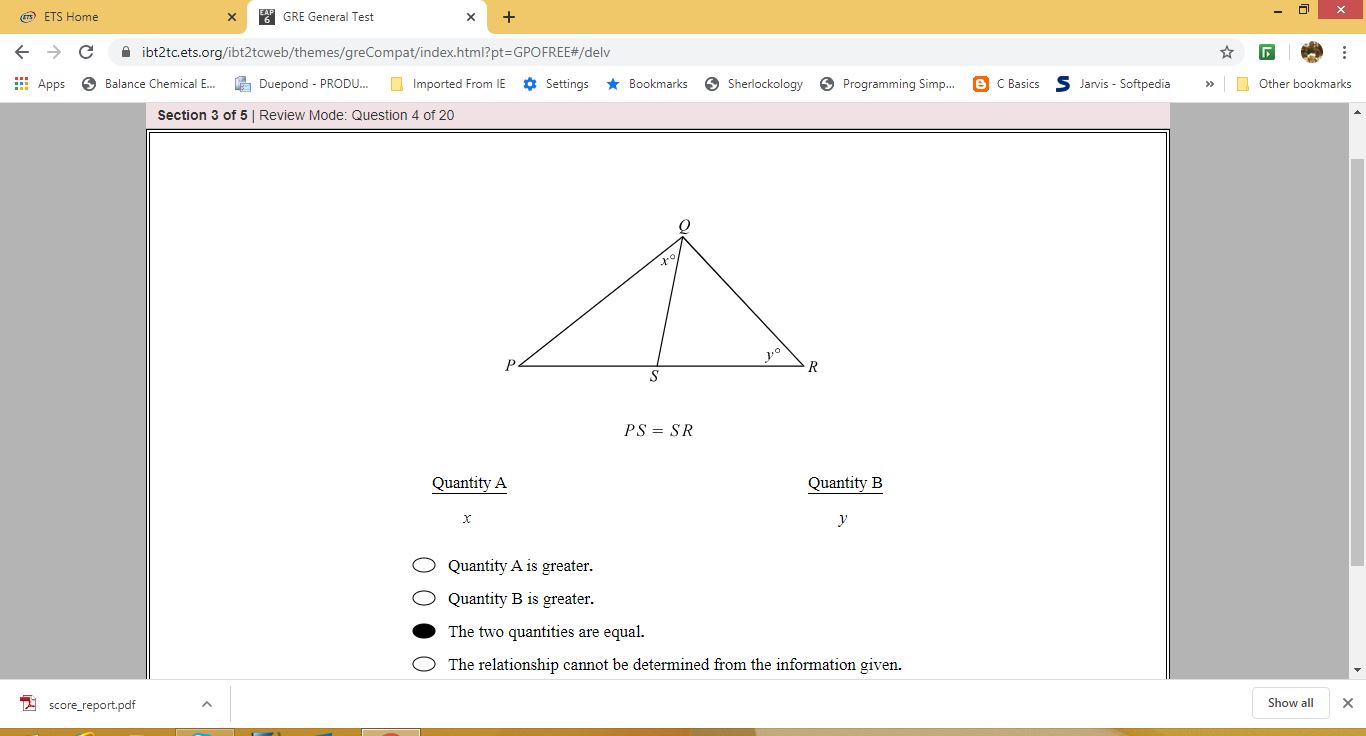 ETS Home
EAP 6 GRE General Test
ibt2tc.ets.org/ibt2tcweb/themes/greCompat/index.html?pt=GPOFREE#/delv
Apps Balance Chemical E... Duepond - PRODU... Imported From IE Settings Bookmarks Sherlockology Programming Simp... C Basics Jarvis - Softpedia » Other bookmarks
Section 3 of 5 | Review Mode: Question 4 of 20
Q
x°
y°
P
R
S
PS = SR
Quantity A Quantity B
x y
Quantity A is greater.
Quantity B is greater.
The two quantities are equal.
The relationship cannot be determined from the information given.
score_report.pdf Show all